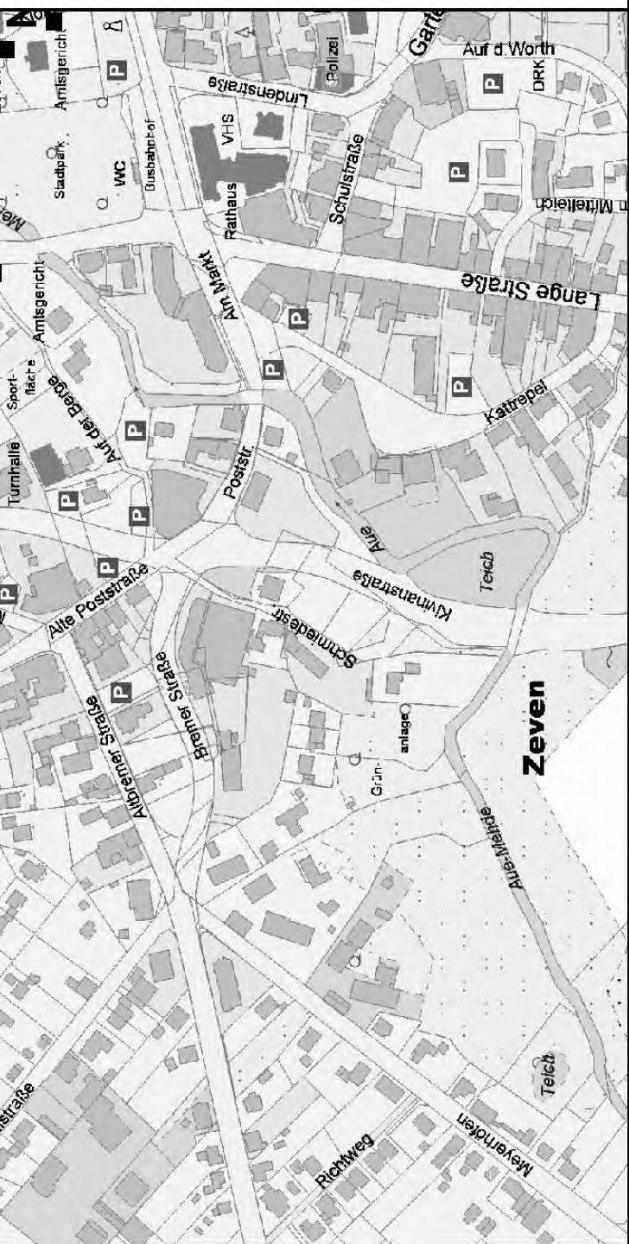 N
Amtsgericht
P
Stadtpark
WC
Busbahnhof
Lindenstraße
Polizei
Auf d. Worth
P
DRK
VHS
Rathaus
Schulstraße
P
Mittelteich
Amtsgericht
Am Markt
Lange Straße
Sport-
fläche
Auf der Berge
P
P
P
P
Kattrepel
Turnhalle
P
P
Poststr.
P
P
Alte Poststraße
Aue
Teich
Kivinanstraße
Schmiedestr.
P
Bremer Straße
Altbremer Straße
Grün-
anlage
Zeven
Aue-Mehde
Teich
Richtweg
Meyerhöfen